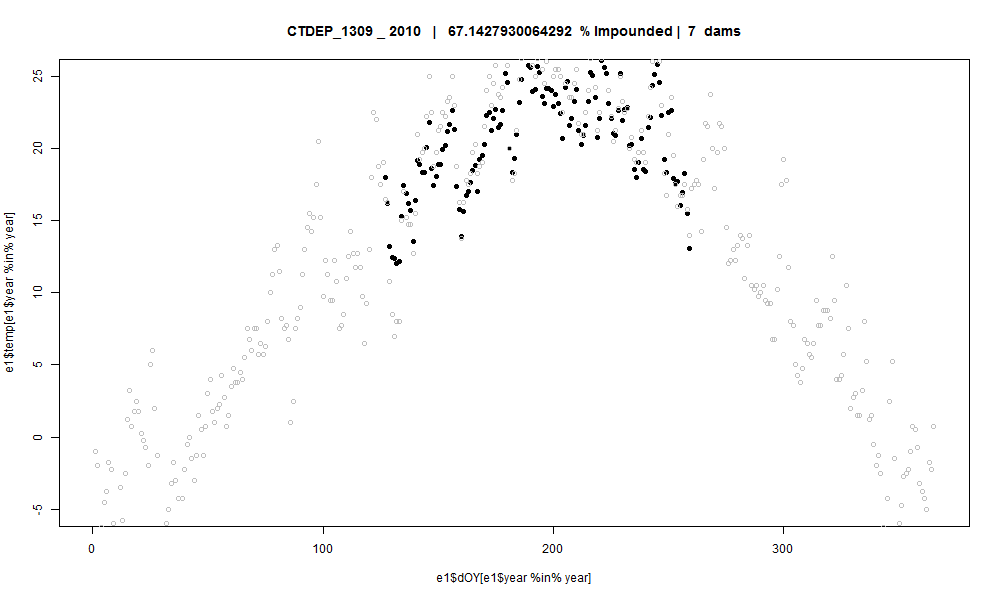 CTDEP_1309 _ 2010 | 67.1427930064292 % Impounded | 7 dams
25
20
15
10
5
0
-5
e1$temp[e1$year %in% year]
0 100 200 300
e1$dOY[e1$year %in% year]